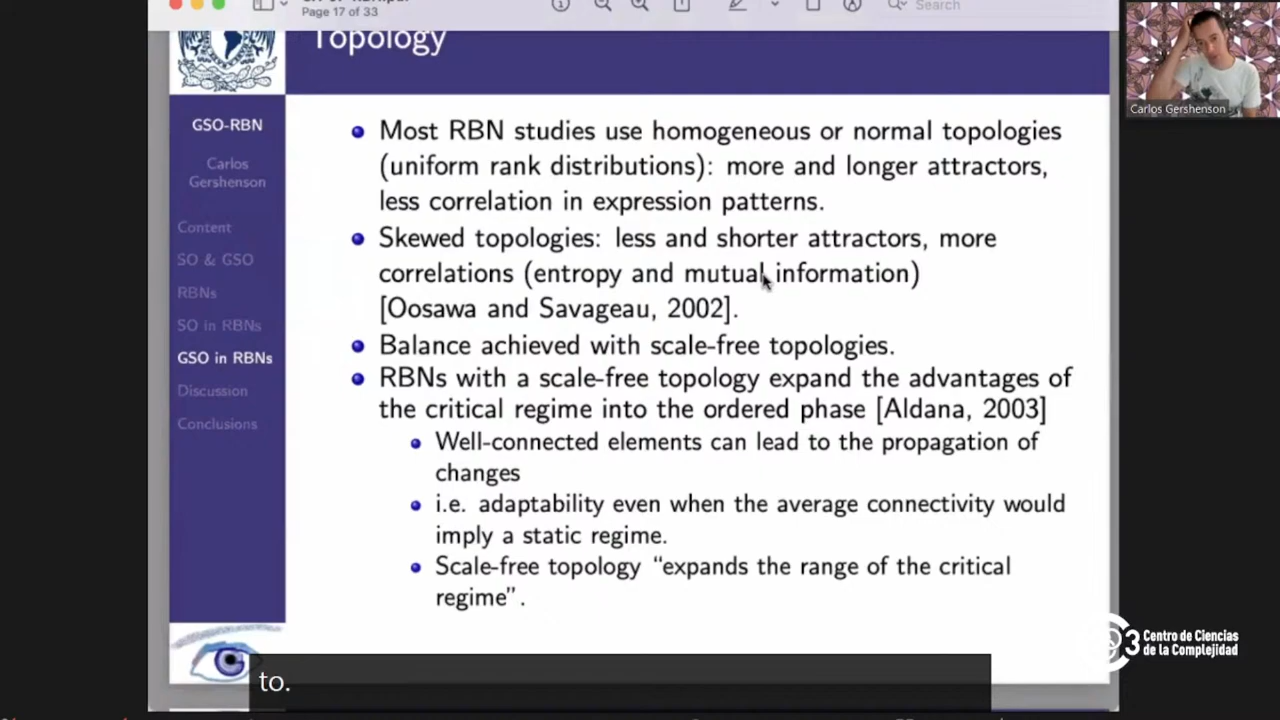 Page 17 of 33
Search
Topology
Carlos Gershenson
GSO-RBN
Carlos
Gershenson
Content
SO & GSO
RBNs
SO in RBNs
GSO in RBNs
Discussion
Conclusions
Most RBN studies use homogeneous or normal topologies
(uniform rank distributions): more and longer attractors,
less correlation in expression patterns.
Skewed topologies: less and shorter attractors, more
correlations (entropy and mutual information)
[Oosawa and Savageau, 2002].
Balance achieved with scale-free topologies.
RBNs with a scale-free topology expand the advantages of
the critical regime into the ordered phase [Aldana, 2003]
Well-connected elements can lead to the propagation of
changes
i.e. adaptability even when the average connectivity would
imply a static regime.
Scale-free topology “expands the range of the critical
regime”.
3 Centro de Ciencias
de la Complejidad
to.